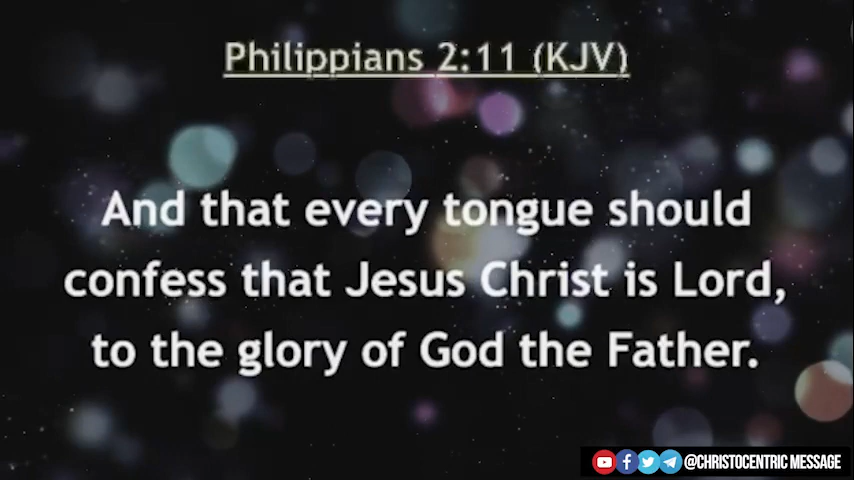 Philippians 2:11 (KJV)
And that every tongue should
confess that Jesus Christ is Lord,
to the glory of God the Father.
@CHRISTOCENTRIC MESSAGE